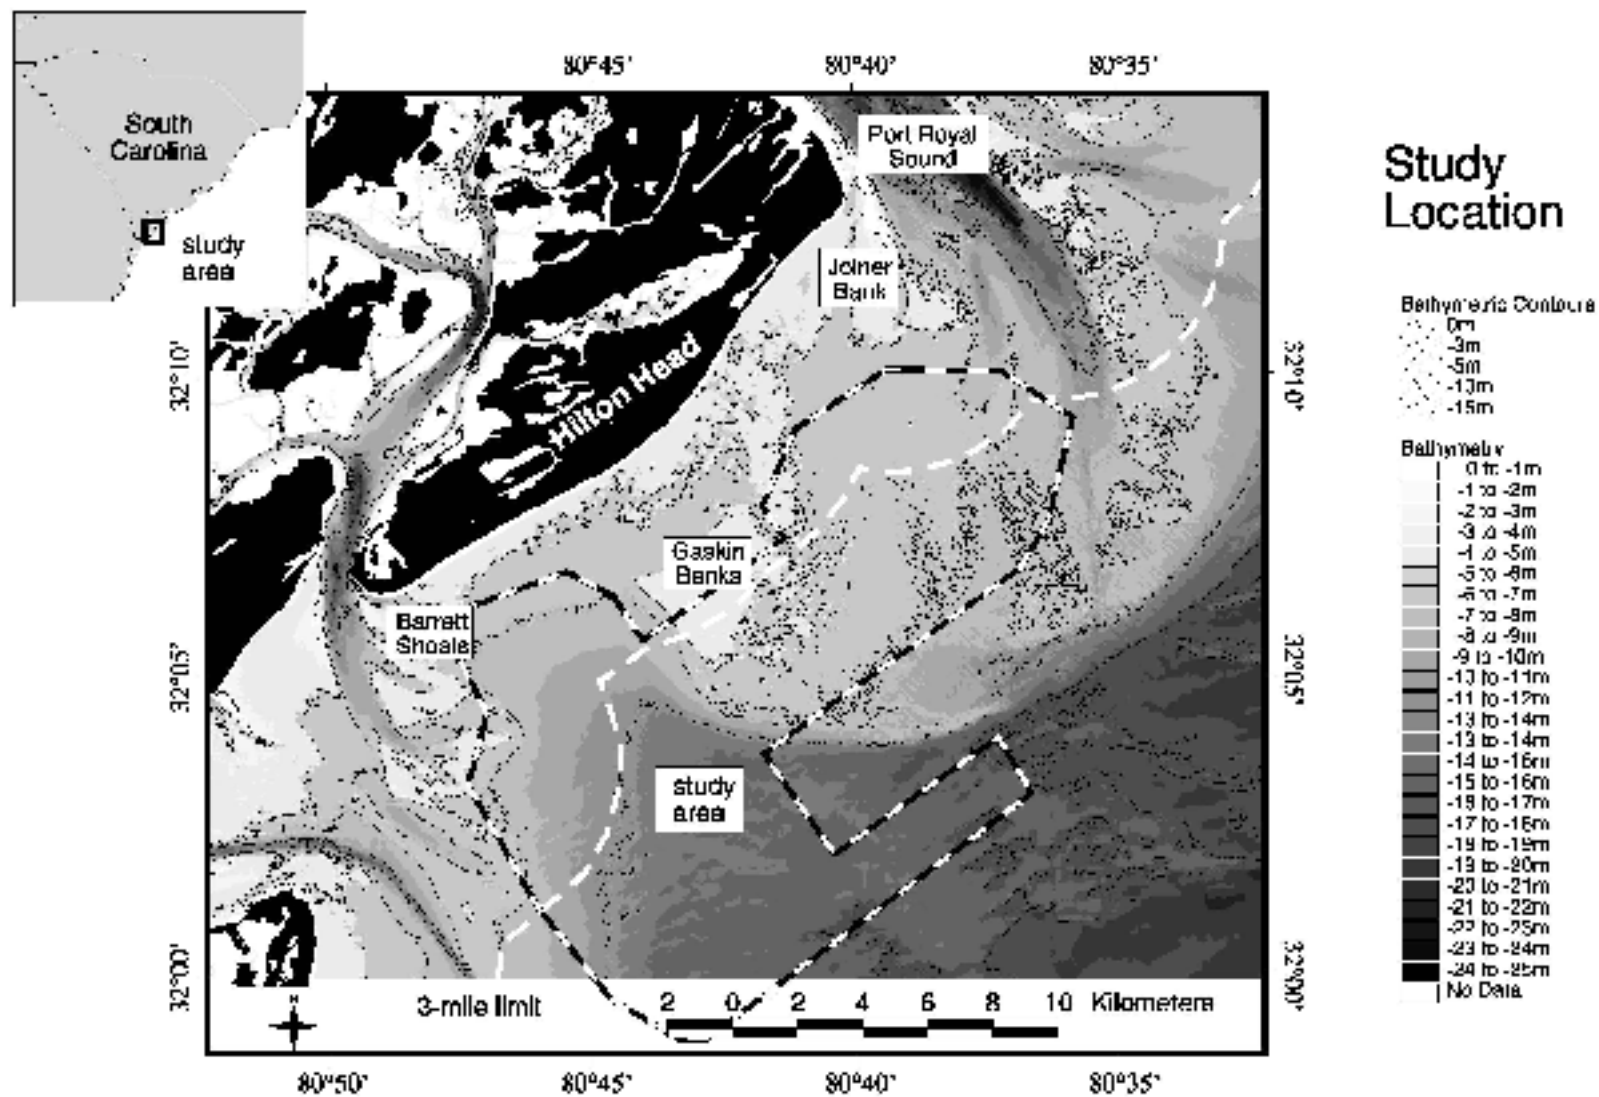 South
Carolina
study
area
80°45'
80°40'
80°35'
Port Royal
Sound
Joiner
Bank
Hilton Head
32°10'
32°10'
Gaskin
Banks
Barrett
Shoals
32°05'
32°05'
study
area
32°00'
32°00'
3-mile limit
2 0 2 4 6 8 10 Kilometers
N
80°50'
80°45'
80°40'
80°35'
Study
Location
Bathymetric Contours
0m
-3m
-5m
-10m
-15m
Bathymetry
0 to -1m
-1 to -2m
-2 to -3m
-3 to -4m
-4 to -5m
-5 to -6m
-6 to -7m
-7 to -8m
-8 to -9m
-9 to -10m
-10 to -11m
-11 to -12m
-13 to -14m
-13 to -14m
-14 to -15m
-15 to -16m
-16 to -17m
-17 to -18m
-18 to -19m
-19 to -20m
-20 to -21m
-21 to -22m
-22 to -23m
-23 to -24m
-24 to -25m
No Data